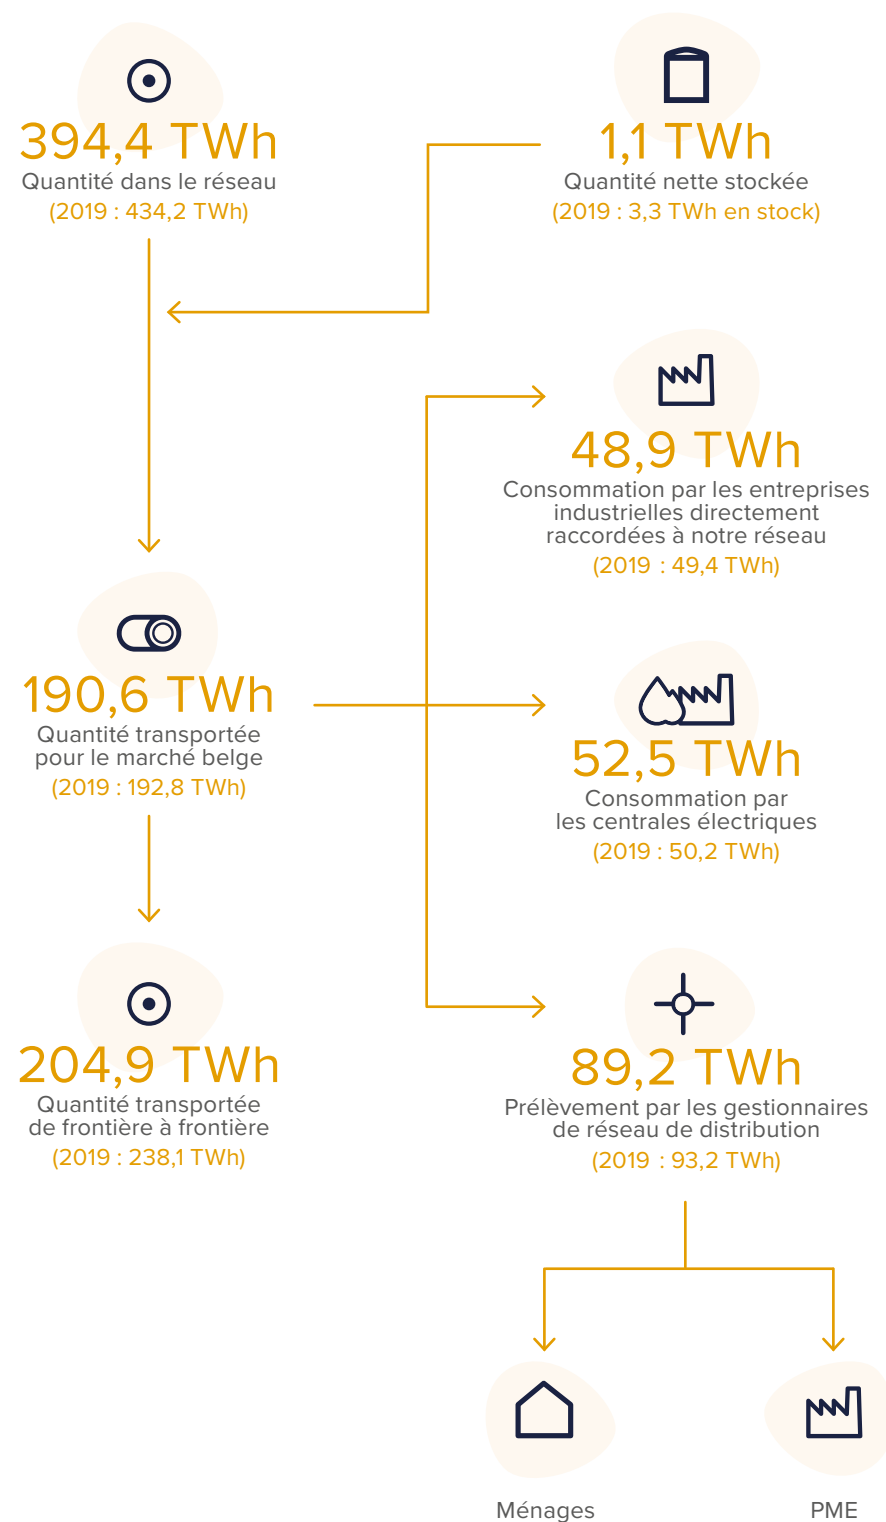 394,4 TWh
Quantité dans le réseau
(2019 : 434,2 TWh)
1,1 TWh
Quantité nette stockée
(2019 : 3,3 TWh en stock)
48,9 TWh
Consommation par les entreprises
industrielles directement
raccordées à notre réseau
(2019 : 49,4 TWh)
190,6 TWh
Quantité transportée
pour le marché belge
(2019 : 192,8 TWh)
52,5 TWh
Consommation par
les centrales électriques
(2019 : 50,2 TWh)
204,9 TWh
Quantité transportée
de frontière à frontière
(2019 : 238,1 TWh)
89,2 TWh
Prélèvement par les gestionnaires
de réseau de distribution
(2019 : 93,2 TWh)
Ménages
PME